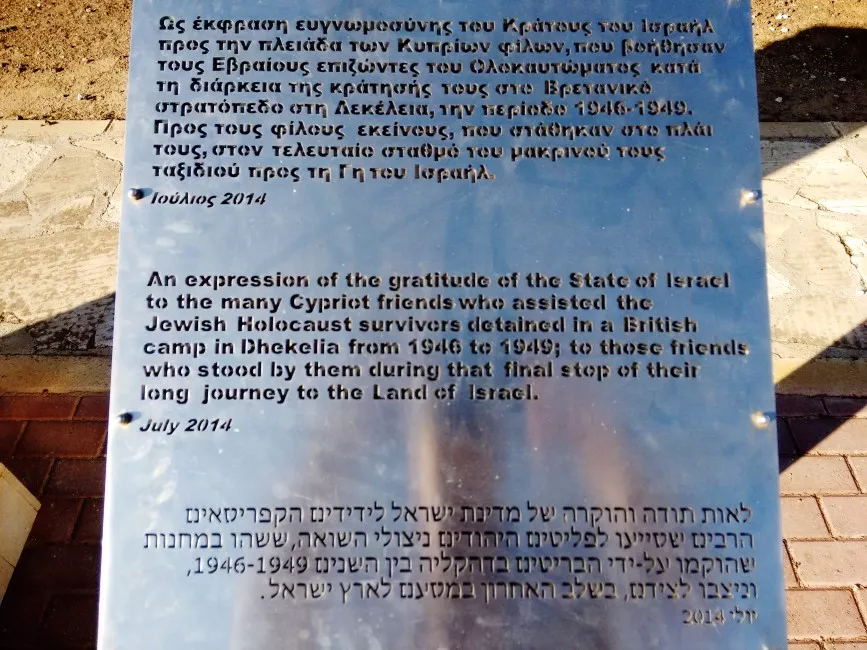 Ως έκφραση ευγνωμοσύνης του Κράτους του Ισραήλ
προς την πλειάδα των Κυπρίων φίλων, που βοήθησαν
τους Εβραίους επιζώντες του Ολοκαυτώματος κατά
τη διάρκεια της κράτησής τους στο Βρετανικό
στρατόπεδο στη Δεκέλεια, την περίοδο 1946-1949.
Προς τους φίλους εκείνους, που στάθηκαν στο πλάι
τους, στον τελευταίο σταθμό του μακρινού τους
ταξιδιού προς τη Γη του Ισραήλ.
Ιούλιος 2014
An expression of the gratitude of the State of Israel
to the many Cypriot friends who assisted the
Jewish Holocaust survivors detained in a British
camp in Dhekelia from 1946 to 1949; to those friends
who stood by them during that final stop of their
long journey to the Land of Israel.
July 2014
לאות תודה והוקרה של מדינת ישראל לידידים הקפריסאים
הרבים שסייעו לפליטים היהודים ניצולי השואה, ששהו במחנות
שהוקמו על-ידי הבריטים בדהקליה בין השנים 1946-1949,
וניצבו לצידם, בשלב האחרון במסעם לארץ ישראל.
יולי 2014